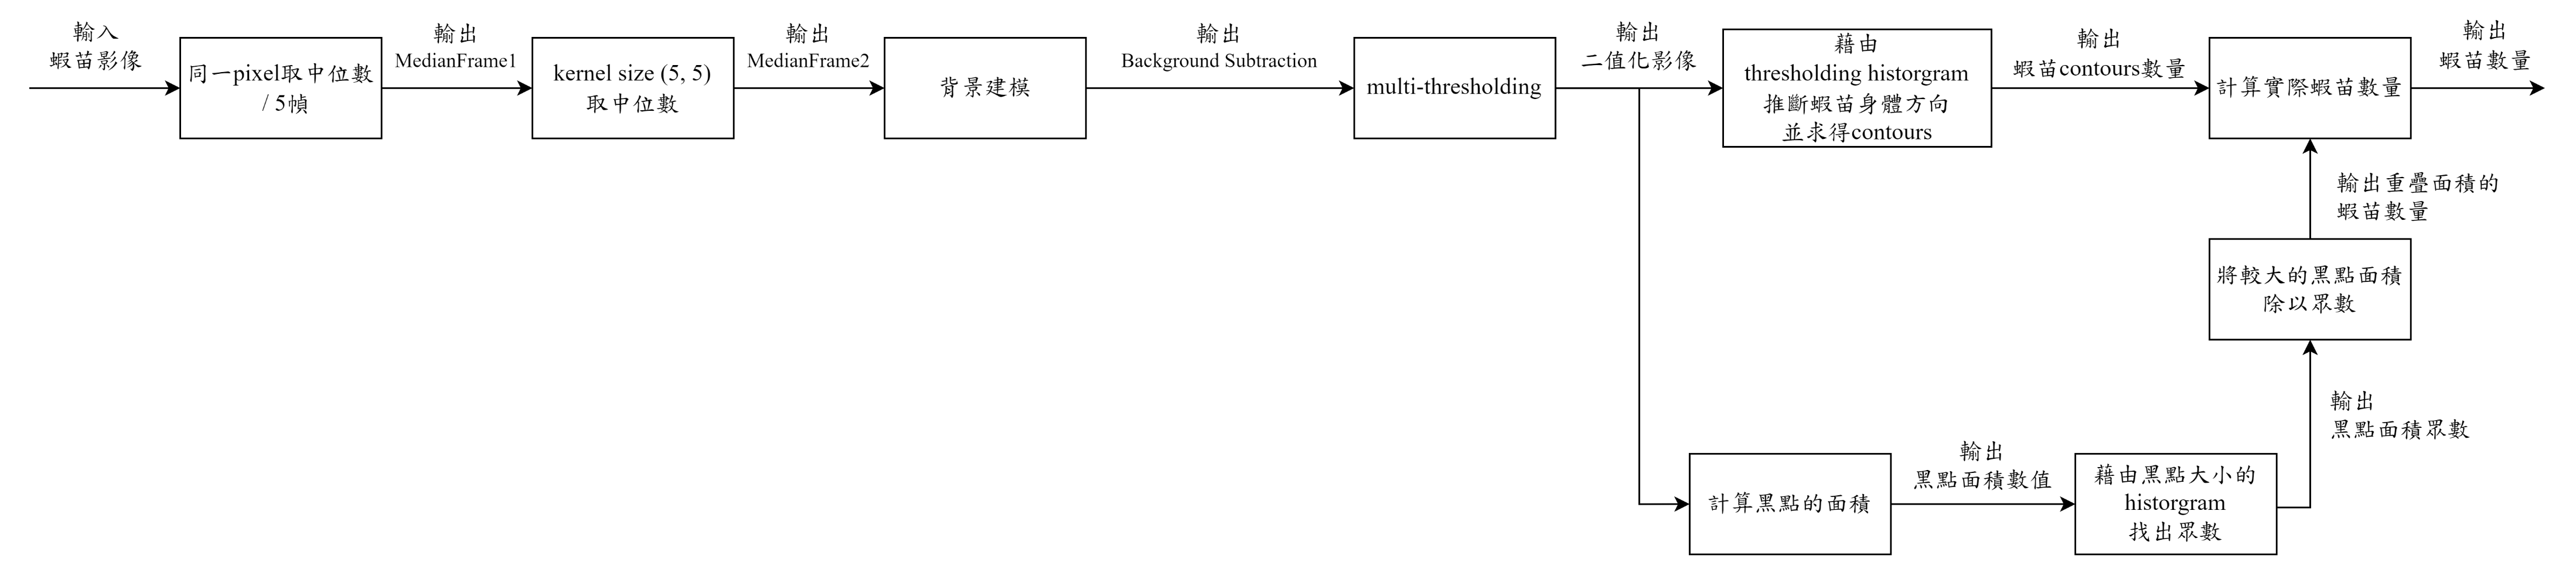 輸入
蝦苗影像
同一pixel取中位數
/ 5幀
輸出
MedianFrame1
kernel size (5, 5)
取中位數
輸出
MedianFrame2
背景建模
輸出
Background Subtraction
multi-thresholding
輸出
二值化影像
藉由
thresholding historgram
推斷蝦苗身體方向
並求得contours
輸出
蝦苗contours數量
計算實際蝦苗數量
輸出
蝦苗數量
輸出重疊面積的
蝦苗數量
將較大的黑點面積
除以眾數
輸出
黑點面積眾數
計算黑點的面積
輸出
黑點面積數值
藉由黑點大小的
historgram
找出眾數